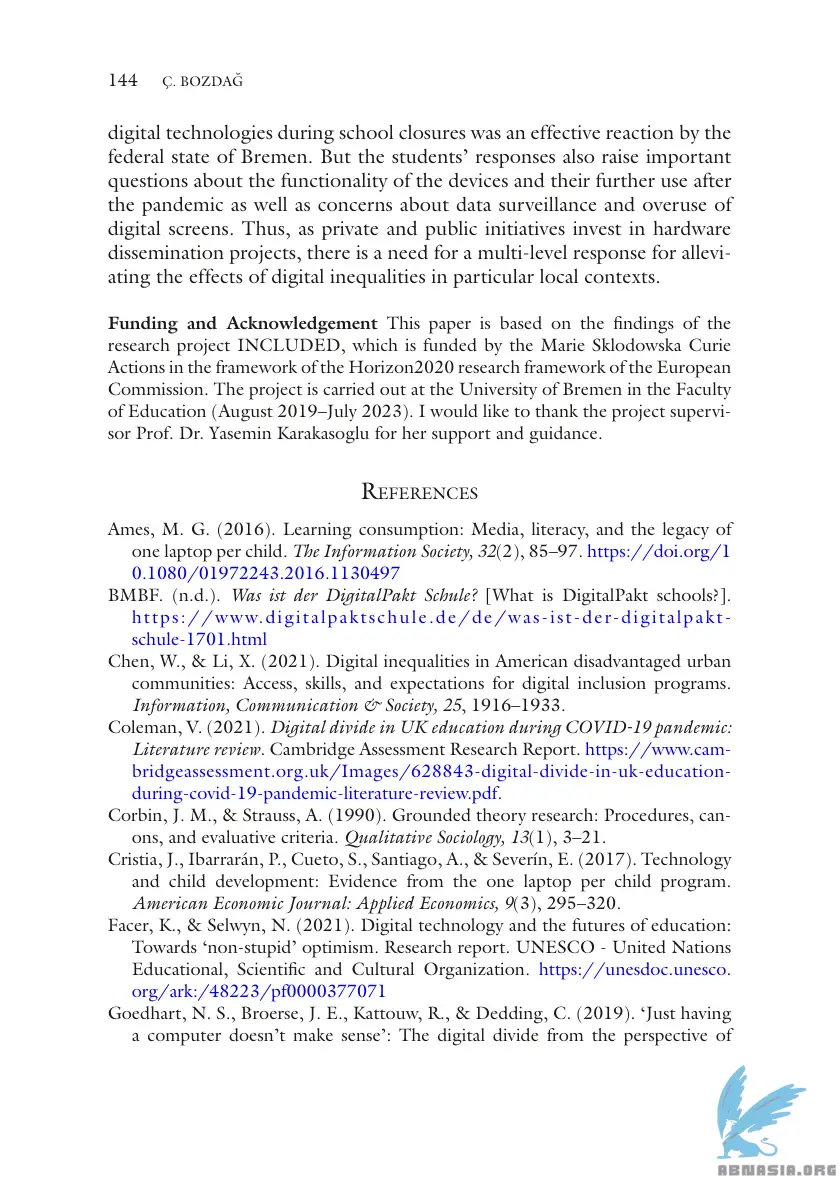 144 Ç. BOZDAĞ
digital technologies during school closures was an effective reaction by the
federal state of Bremen. But the students’ responses also raise important
questions about the functionality of the devices and their further use after
the pandemic as well as concerns about data surveillance and overuse of
digital screens. Thus, as private and public initiatives invest in hardware
dissemination projects, there is a need for a multi-level response for allevi-
ating the effects of digital inequalities in particular local contexts.
Funding and Acknowledgement This paper is based on the findings of the
research project INCLUDED, which is funded by the Marie Sklodowska Curie
Actions in the framework of the Horizon2020 research framework of the European
Commission. The project is carried out at the University of Bremen in the Faculty
of Education (August 2019–July 2023). I would like to thank the project supervi-
sor Prof. Dr. Yasemin Karakasoglu for her support and guidance.
References
Ames, M. G. (2016). Learning consumption: Media, literacy, and the legacy of
one laptop per child. The Information Society, 32(2), 85–97. https://doi.org/1
0.1080/01972243.2016.1130497
BMBF. (n.d.). Was ist der DigitalPakt Schule? [What is DigitalPakt schools?].
https://www.digitalpaktschule.de/de/was-ist-der-digitalpakt-
schule-1701.html
Chen, W., & Li, X. (2021). Digital inequalities in American disadvantaged urban
communities: Access, skills, and expectations for digital inclusion programs.
Information, Communication & Society, 25, 1916–1933.
Coleman, V. (2021). Digital divide in UK education during COVID-19 pandemic:
Literature review. Cambridge Assessment Research Report. https://www.cam-
bridgeassessment.org.uk/Images/628843-digital-divide-in-uk-education-
during-covid-19-pandemic-literature-review.pdf.
Corbin, J. M., & Strauss, A. (1990). Grounded theory research: Procedures, can-
ons, and evaluative criteria. Qualitative Sociology, 13(1), 3–21.
Cristia, J., Ibarrarán, P., Cueto, S., Santiago, A., & Severín, E. (2017). Technology
and child development: Evidence from the one laptop per child program.
American Economic Journal: Applied Economics, 9(3), 295–320.
Facer, K., & Selwyn, N. (2021). Digital technology and the futures of education:
Towards ‘non-stupid’ optimism. Research report. UNESCO - United Nations
Educational, Scientific and Cultural Organization. https://unesdoc.unesco.
org/ark:/48223/pf0000377071
Goedhart, N. S., Broerse, J. E., Kattouw, R., & Dedding, C. (2019). ‘Just having
a computer doesn’t make sense’: The digital divide from the perspective of
ABNASIA.ORG